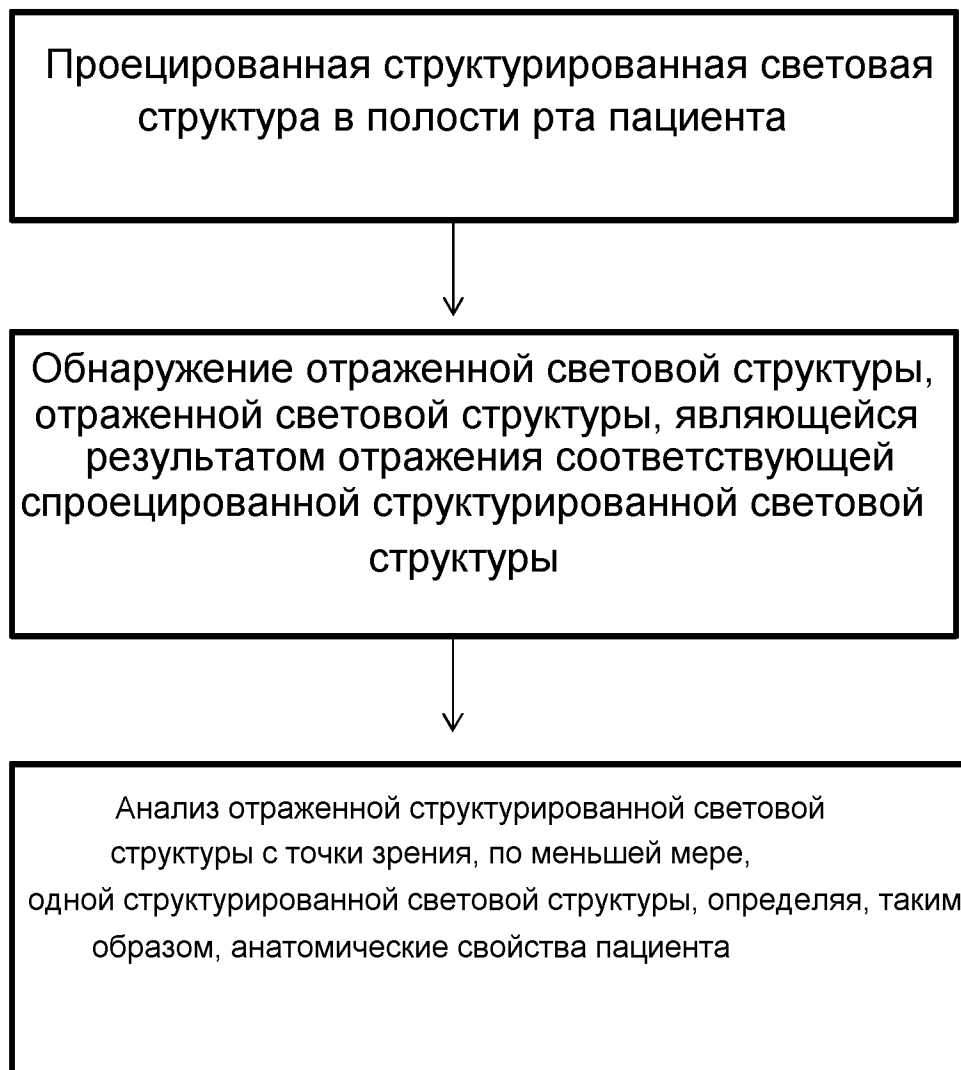 Проецированная структурированная световая
структура в полости рта пациента
Обнаружение отраженной световой структуры,
отраженной световой структуры, являющейся
результатом отражения соответствующей
спроецированной структурированной световой
структуры
Анализ отраженной структурированной световой
структуры с точки зрения, по меньшей мере,
одной структурированной световой структуры, определяя, таким
образом, анатомические свойства пациента